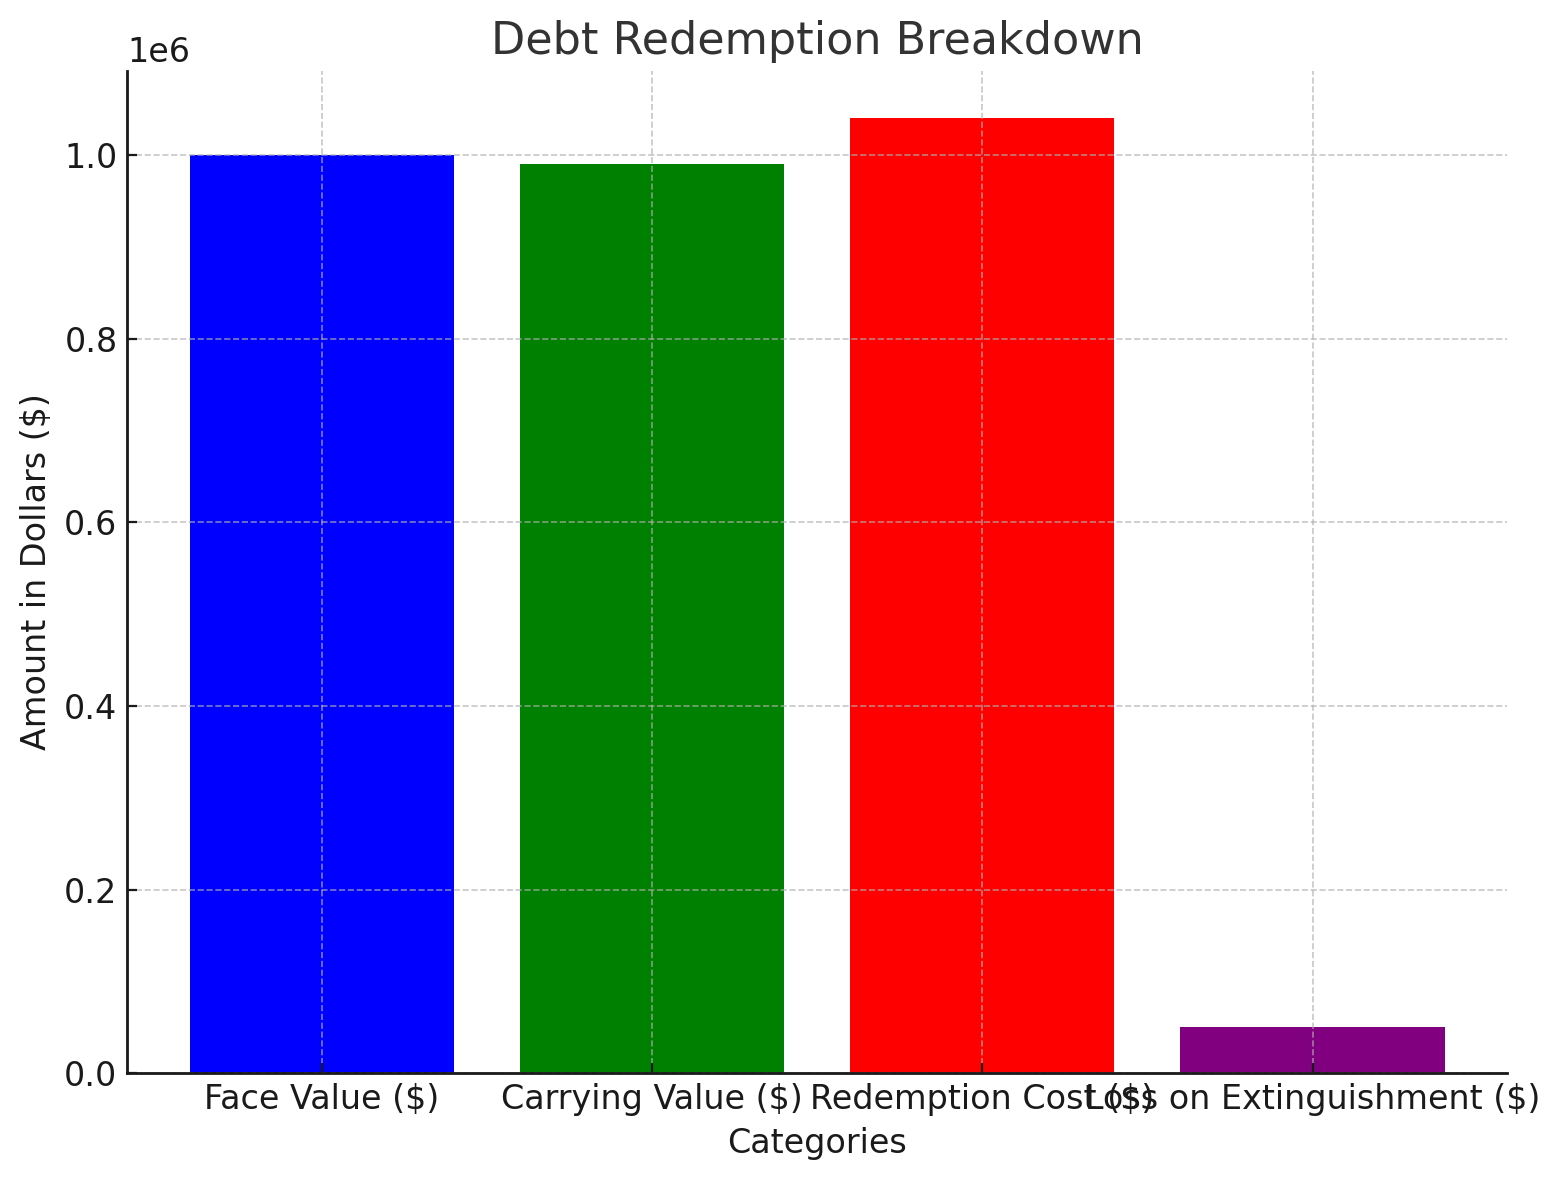 Debt Redemption Breakdown
1e6
1.0
0.8
0.6
0.4
0.2
0.0
Amount in Dollars ($)
Face Value ($) Carrying Value ($) Redemption Cost ($) Loss on Extinguishment ($)
Categories